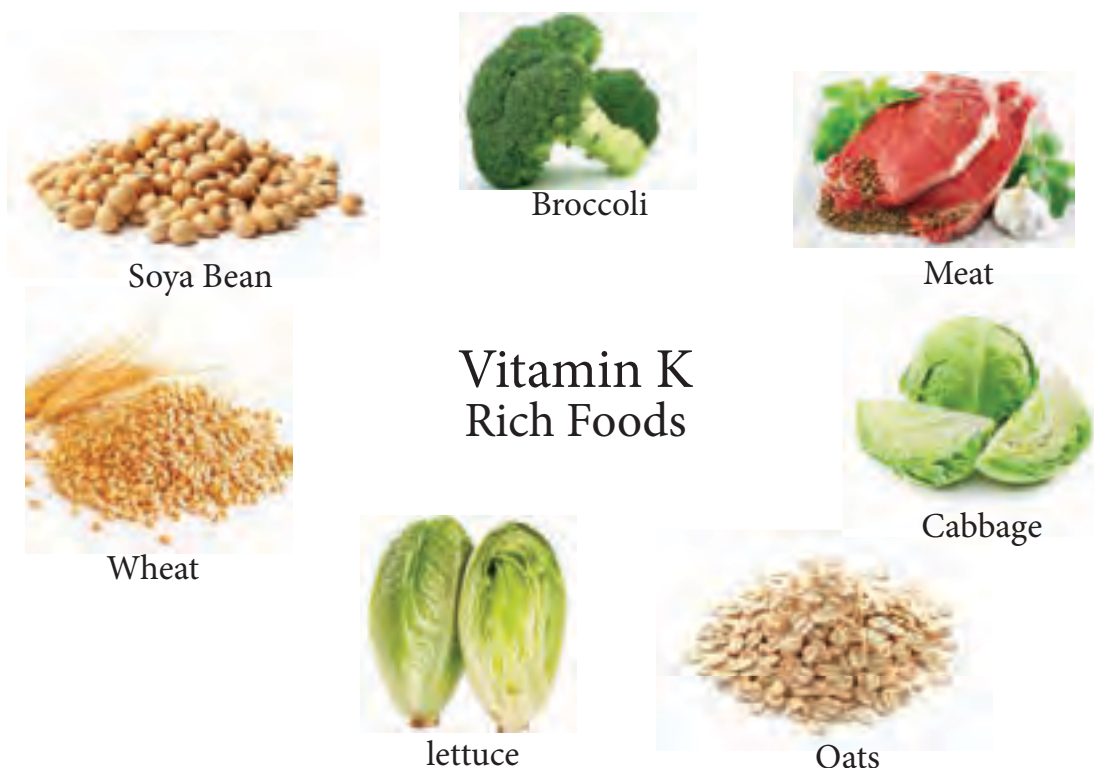 Broccoli
Soya Bean
Meat
Vitamin K
Rich Foods
Cabbage
Wheat
lettuce
Oats